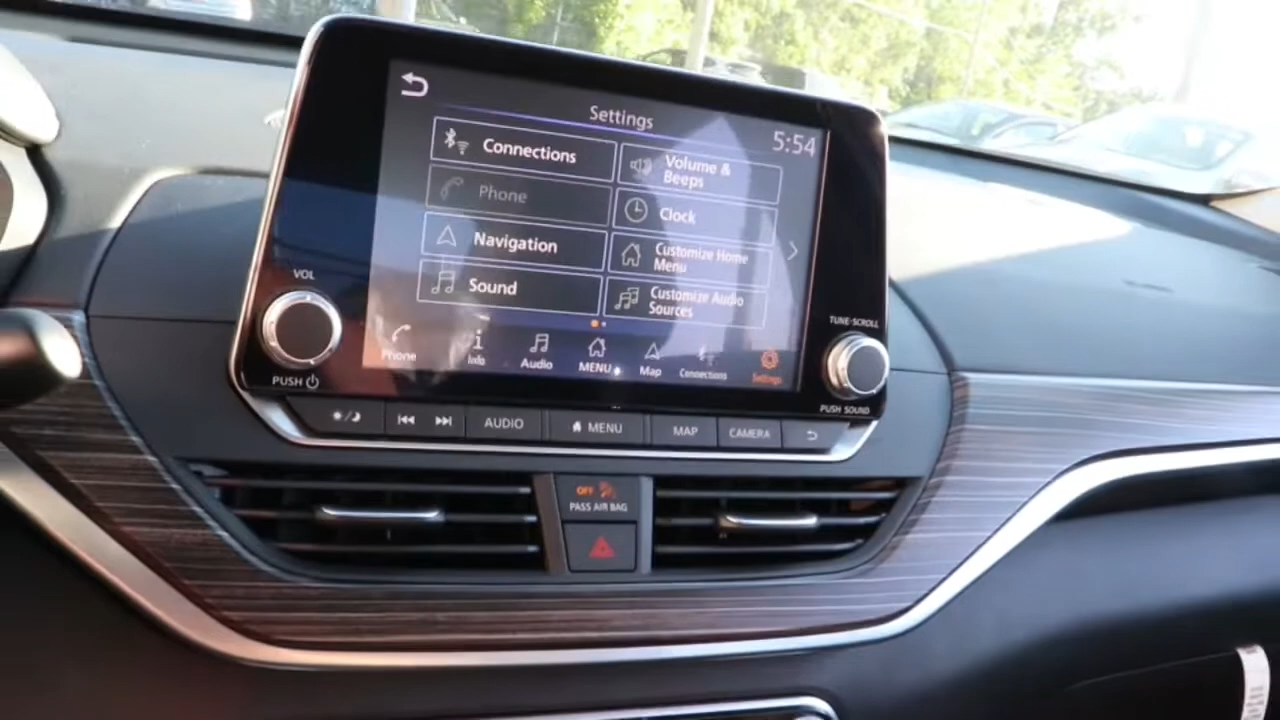 Settings
5:54
Connections
Volume &
Beeps
Phone
Clock
Navigation
Customize Home
Menu
Sound
Customize Audio
Sources
VOL
TUNE·SCROLL
Phone
Info
Audio
MENU
Map
Connections
Settings
PUSH
PUSH SOUND
AUDIO
MENU
MAP
CAMERA
OFF
PASS AIR BAG